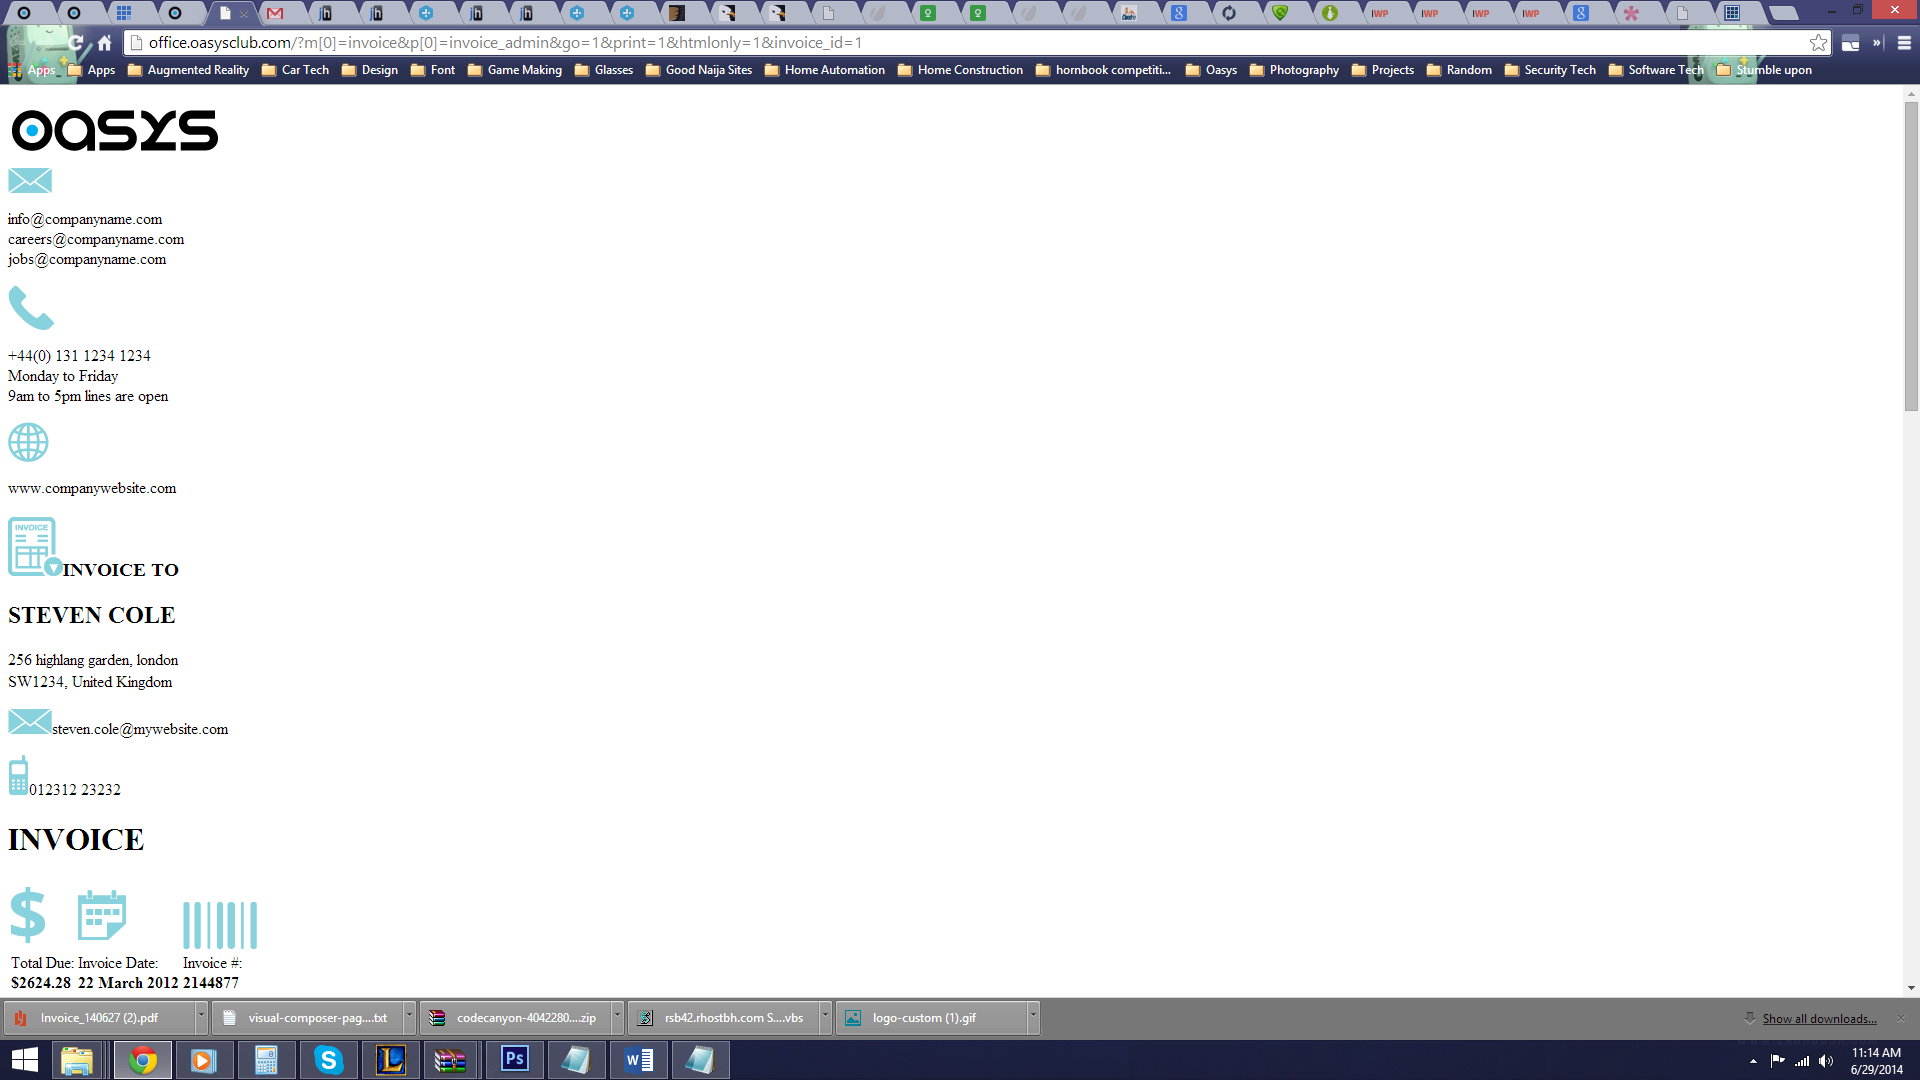 office.oasysclub.com/?m[0]=invoice&p[0]=invoice_admin&go=1&print=1&htmlonly=1&invoice_id=1
Apps Apps Augmented Reality Car Tech Design Font Game Making Glasses Good Naija Sites Home Automation Home Construction hornbook competiti... Oasys Photography Projects Random Security Tech Software Tech Stumble upon
OASYS
info@companyname.com
careers@companyname.com
jobs@companyname.com
+44(0) 131 1234 1234
Monday to Friday
9am to 5pm lines are open
www.companywebsite.com
INVOICE
INVOICE TO
STEVEN COLE
256 highlang garden, london
SW1234, United Kingdom
steven.cole@mywebsite.com
012312 23232
INVOICE
Total Due: Invoice Date: Invoice #:
$2624.28 22 March 2012 2144877
Invoice_140627 (2).pdf visual-composer-pag....txt codecanyon-4042280....zip rsb42.rhostbh.com S....vbs logo-custom (1).gif Show all downloads...
11:14 AM
6/29/2014